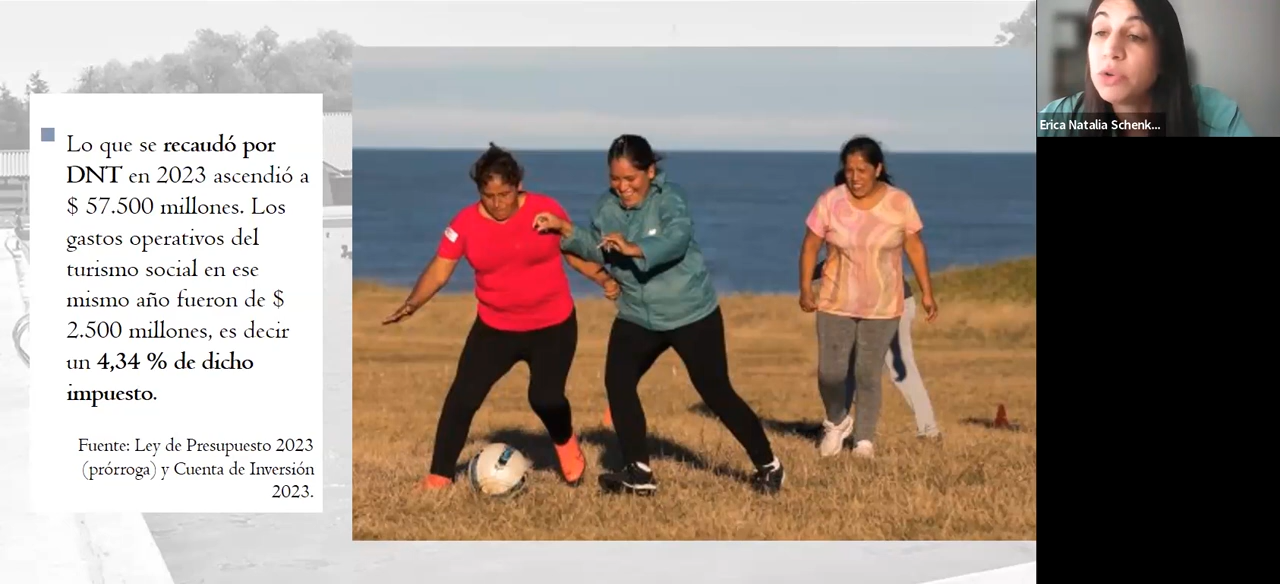 Lo que se recaudó por
DNT en 2023 ascendió a
$ 57.500 millones. Los
gastos operativos del
turismo social en ese
mismo año fueron de $
2.500 millones, es decir
un 4,34 % de dicho
impuesto.
Fuente: Ley de Presupuesto 2023
(prórroga) y Cuenta de Inversión
2023.
Erica Natalia Schenk...